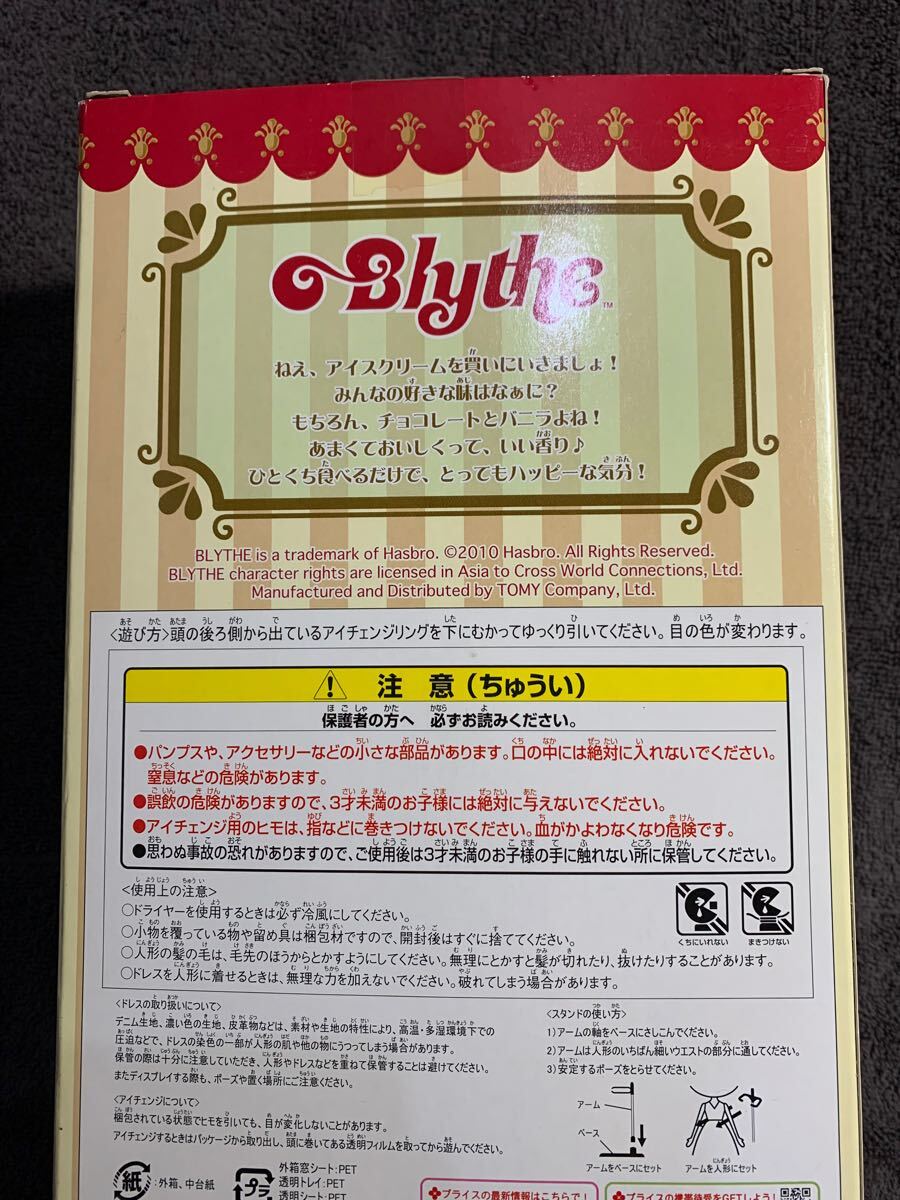 Blythe™
ねえ、アイスクリームを買いにいきましょ！
みんなの好きな味はなぁに？
もちろん、チョコレートとバニラよね！
あまくておいしくって、いい香り♪
ひとくち食べるだけで、とってもハッピーな気分！
BLYTHE is a trademark of Hasbro. ©2010 Hasbro. All Rights Reserved.
BLYTHE character rights are licensed in Asia to Cross World Connections, Ltd.
Manufactured and Distributed by TOMY Company, Ltd.
〈遊び方〉頭の後ろ側から出ているアイチェンジリングを下にむかってゆっくり引いてください。目の色が変わります。
注 意（ちゅうい）
保護者の方へ 必ずお読みください。
●パンプスや、アクセサリーなどの小さな部品があります。口の中には絶対に入れないでください。
窒息などの危険があります。
●誤飲の危険がありますので、3才未満のお子様には絶対に与えないでください。
●アイチェンジ用のヒモは、指などに巻きつけないでください。血がかよわなくなり危険です。
●思わぬ事故の恐れがありますので、ご使用後は3才未満のお子様の手に触れない所に保管してください。
〈使用上の注意〉
○ドライヤーを使用するときは必ず冷風にしてください。
○小物を覆っている物や留め具は梱包材ですので、開封後はすぐに捨ててください。
○人形の髪の毛は、毛先のほうからとかすようにしてください。無理にとかすと髪が切れたり、抜けたりすることがあります。
○ドレスを人形に着せるときは、無理な力を加えないでください。破れてしまう場合があります。
くちにいれない
まきつけない
〈ドレスの取り扱いについて〉
デニム生地、濃い色の生地、皮革物などは、素材や生地の特性により、高温・多湿環境下での
圧迫などで、ドレスの染色の一部が人形の肌や他の物にうつってしまう場合があります。
保管の際は十分に注意していただき、人形やドレスなどを重ねて保管することは避けてください。
またディスプレイする際も、ポーズや置く場所にご注意ください。
〈アイチェンジについて〉
梱包されている状態でヒモを引いても、目が変化しないことがあります。
アイチェンジするときはパッケージから取り出し、頭に巻いてある透明フィルムを取ってから遊んでください。
〈スタンドの使い方〉
1)アームの軸をベースにさしこんでください。
2)アームは人形のいちばん細いウエストの部分に通してください。
3)安定するポーズをとらせてください。
アーム
ベース
アームをベースにセット
アームを人形にセット
紙：外箱、中台紙
プラ
外箱窓シート:PET
透明トレイ:PET
透明シート:PET
ブライスの最新情報はこちら！
ブライスの携帯待受をGETしよう！